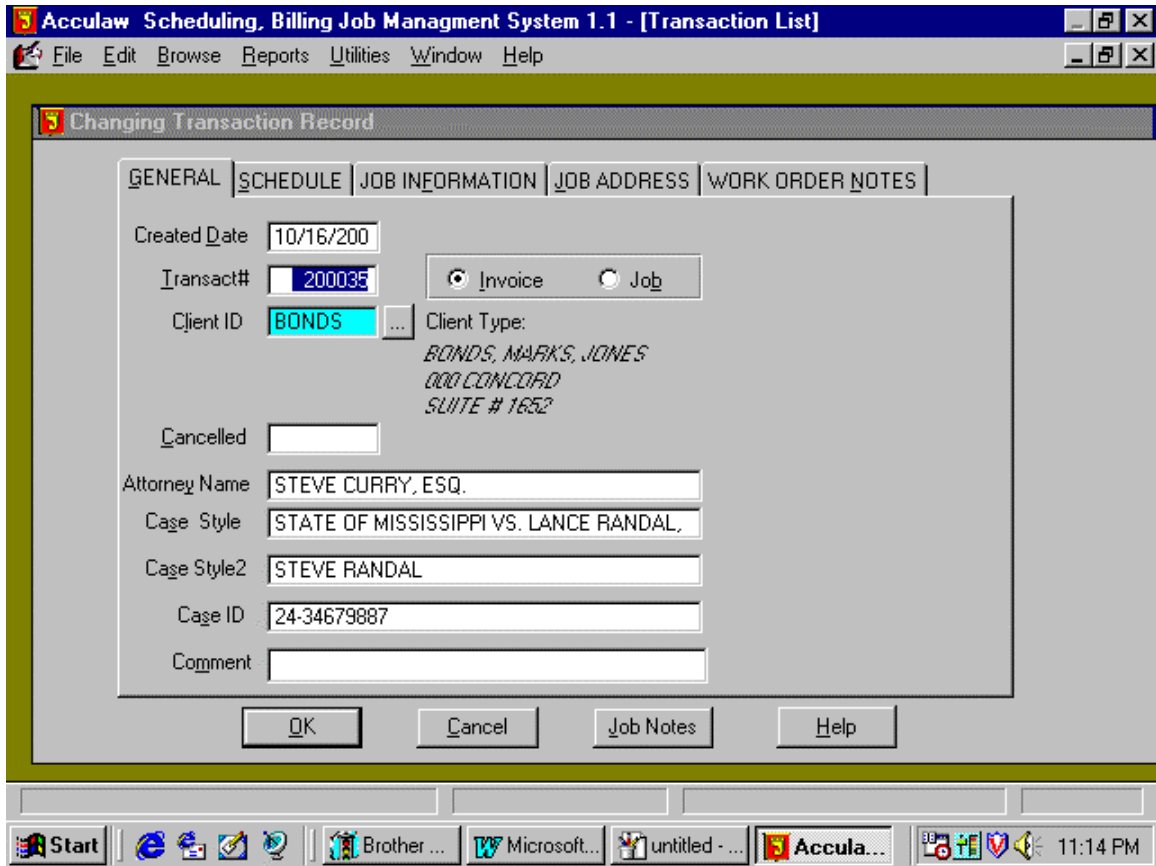 Acculaw Scheduling, Billing Job Managment System 1.1 - [Transaction List]
File Edit Browse Reports Utilities Window Help
Changing Transaction Record
GENERAL SCHEDULE JOB INFORMATION JOB ADDRESS WORK ORDER NOTES
Created Date 10/16/200
Transact# 200035 Invoice Job
Client ID BONDS ... Client Type:
BONDS, MARKS, JONES
000 CONCORD
SUITE # 1652
Cancelled
Attorney Name STEVE CURRY, ESQ.
Case Style STATE OF MISSISSIPPI VS. LANCE RANDAL,
Case Style2 STEVE RANDAL
Case ID 24-34679887
Comment
OK Cancel Job Notes Help
Start Brother ... Microsoft... untitled - ... Accula... 11:14 PM